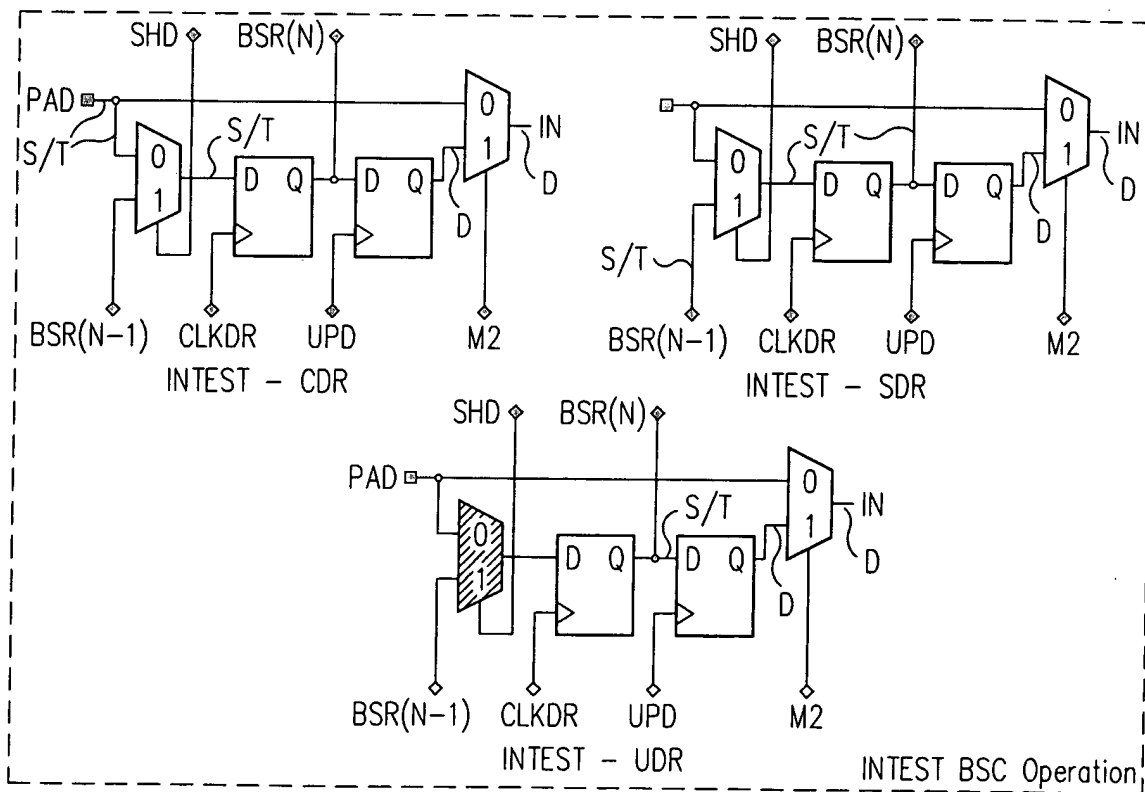 SHD BSR(N)
PAD
S/T
0
1
S/T
D Q
D Q
0
1
IN
D
D
BSR(N-1) CLKDR UPD M2
INTEST - CDR
SHD BSR(N)
S/T
0
1
S/T
D Q
D Q
0
1
IN
D
D
BSR(N-1) CLKDR UPD M2
INTEST - SDR
SHD BSR(N)
PAD
0
1
D Q
S/T
D Q
0
1
IN
D
D
BSR(N-1) CLKDR UPD M2
INTEST - UDR
INTEST BSC Operation